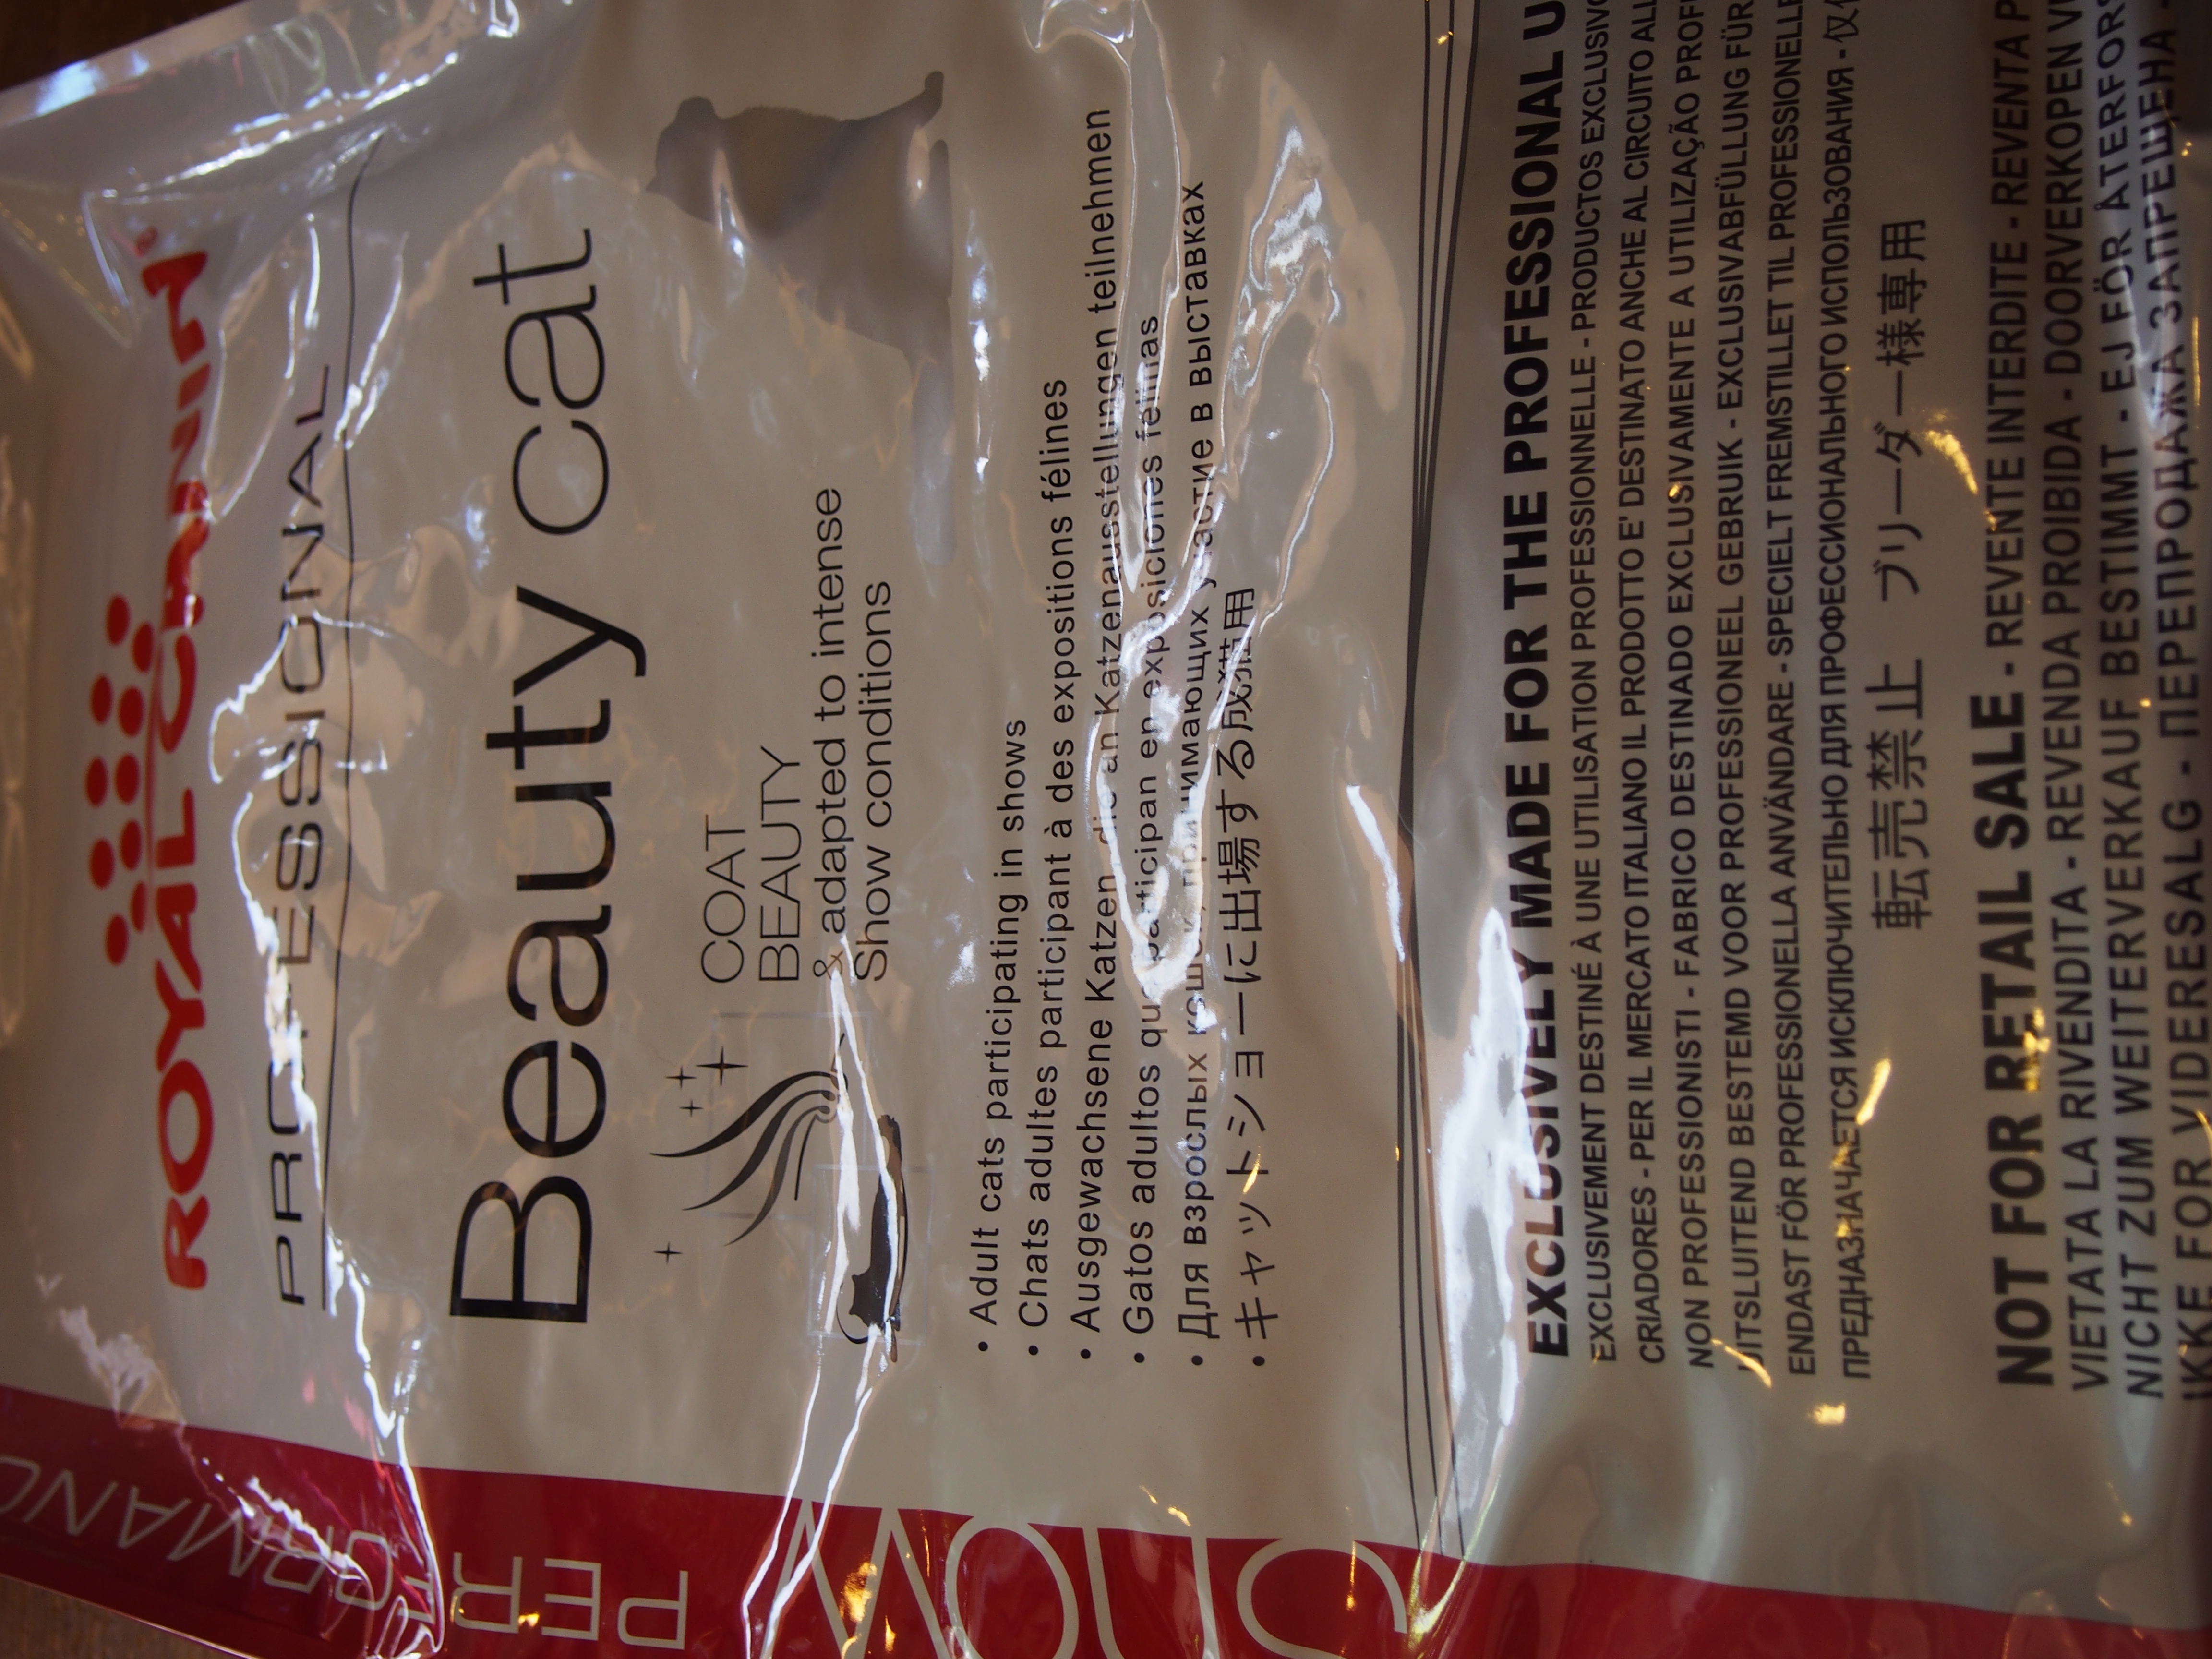 ROYAL CANIN®
PROFESSIONAL
Beauty cat
COAT
BEAUTY
& adapted to intense
Show conditions
• Adult cats participating in shows
• Chats adultes participant à des expositions félines
• Ausgewachsene Katzen die an Katzenausstellungen teilnehmen
• Gatos adultos que participan en exposiciones felinas
• Для взрослых кошек, принимающих участие в выставках
• キャットショーに出場する成猫用
EXCLUSIVELY MADE FOR THE PROFESSIONAL
EXCLUSIVEMENT DESTINÉ À UNE UTILISATION PROFESSIONNELLE - PRODUCTOS
CRIADORES - PER IL MERCATO ITALIANO IL PRODOTTO E' DESTINATO ANCHE AL CIRCUITO
NON PROFESSIONISTI - FABRICO DESTINADO EXCLUSIVAMENTE A UTILIZAÇÃO
UITSLUITEND BESTEMD VOOR PROFESSIONEEL GEBRUIK - EXCLUSIVABFÜLLUNG FÜR
ENDAST FÖR PROFESSIONELLA ANVÄNDARE - SPECIELT FREMSTILLET TIL
ПРЕДНАЗНАЧАЕТСЯ ИСКЛЮЧИТЕЛЬНО ДЛЯ ПРОФЕССИОНАЛЬНОГО ИСПОЛЬЗОВАНИЯ -
転売禁止 ブリーダー様専用
NOT FOR RETAIL SALE - REVENTE INTERDITE - REVENTA
VIETATA LA RIVENDITA - REVENDA PROIBIDA - DOORVERKOPEN
NICHT ZUM WEITERVERKAUF BESTIMMT - EJ FÖR
IKKE FOR VIDERESALG - ПЕРЕПРОДАЖА ЗАПРЕЩЕНА -
SHOW
PERFORMANC